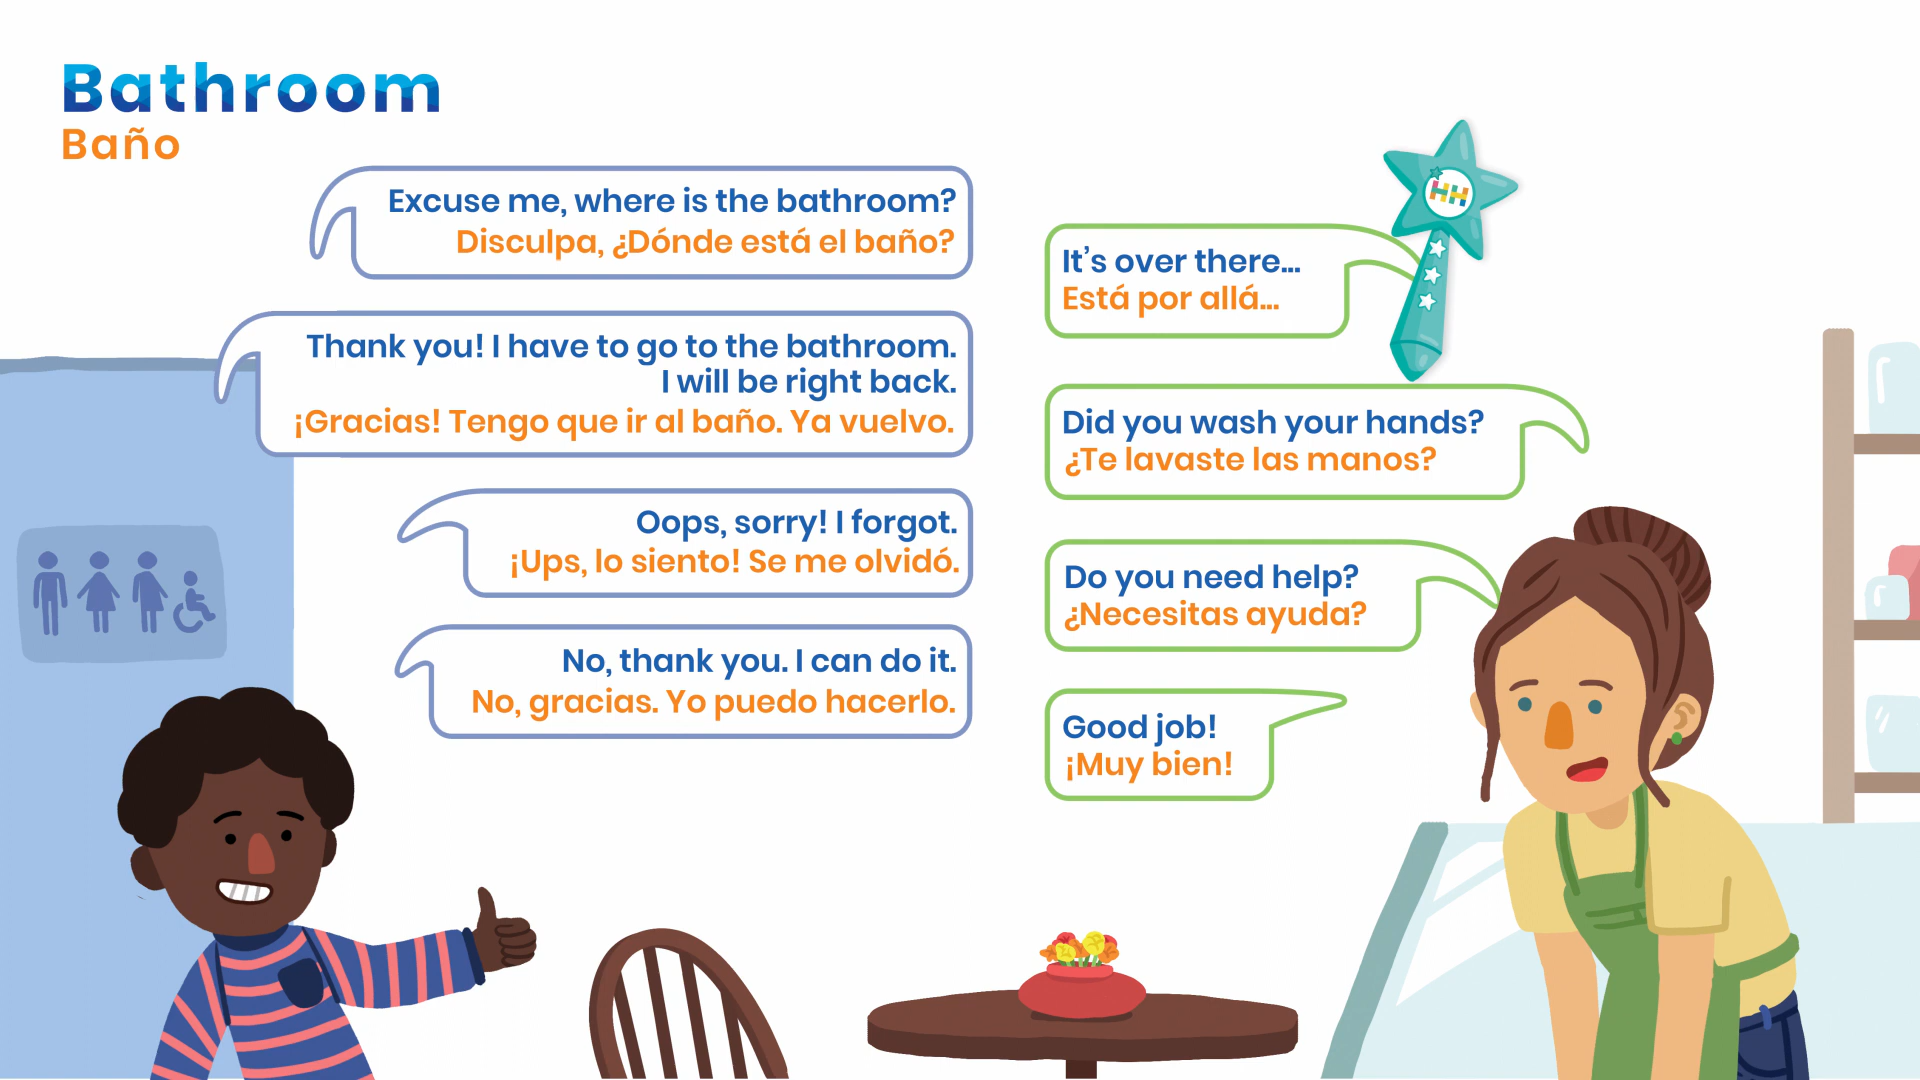 Bathroom
Baño
Excuse me, where is the bathroom?
Disculpa, ¿Dónde está el baño?
It's over there...
Está por allá...
Thank you! I have to go to the bathroom.
I will be right back.
¡Gracias! Tengo que ir al baño. Ya vuelvo.
Did you wash your hands?
¿Te lavaste las manos?
Oops, sorry! I forgot.
¡Ups, lo siento! Se me olvidó.
Do you need help?
¿Necesitas ayuda?
No, thank you. I can do it.
No, gracias. Yo puedo hacerlo.
Good job!
¡Muy bien!
HH